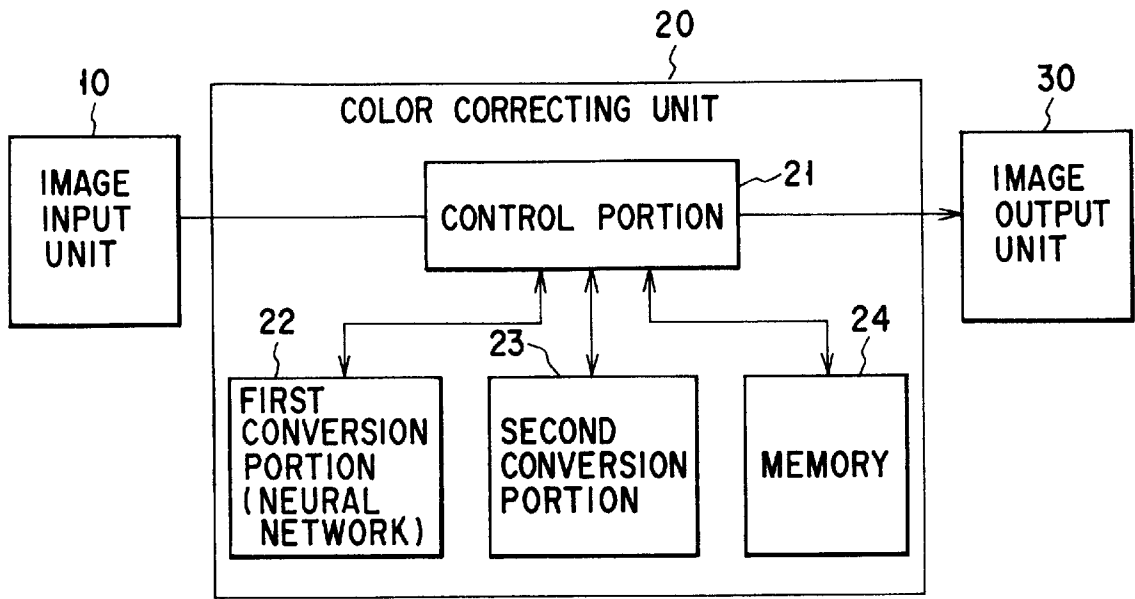 20
10
30
COLOR CORRECTING UNIT
IMAGE
INPUT
UNIT
21
CONTROL PORTION
IMAGE
OUTPUT
UNIT
22
23
24
FIRST
CONVERSION
PORTION
(NEURAL
NETWORK)
SECOND
CONVERSION
PORTION
MEMORY